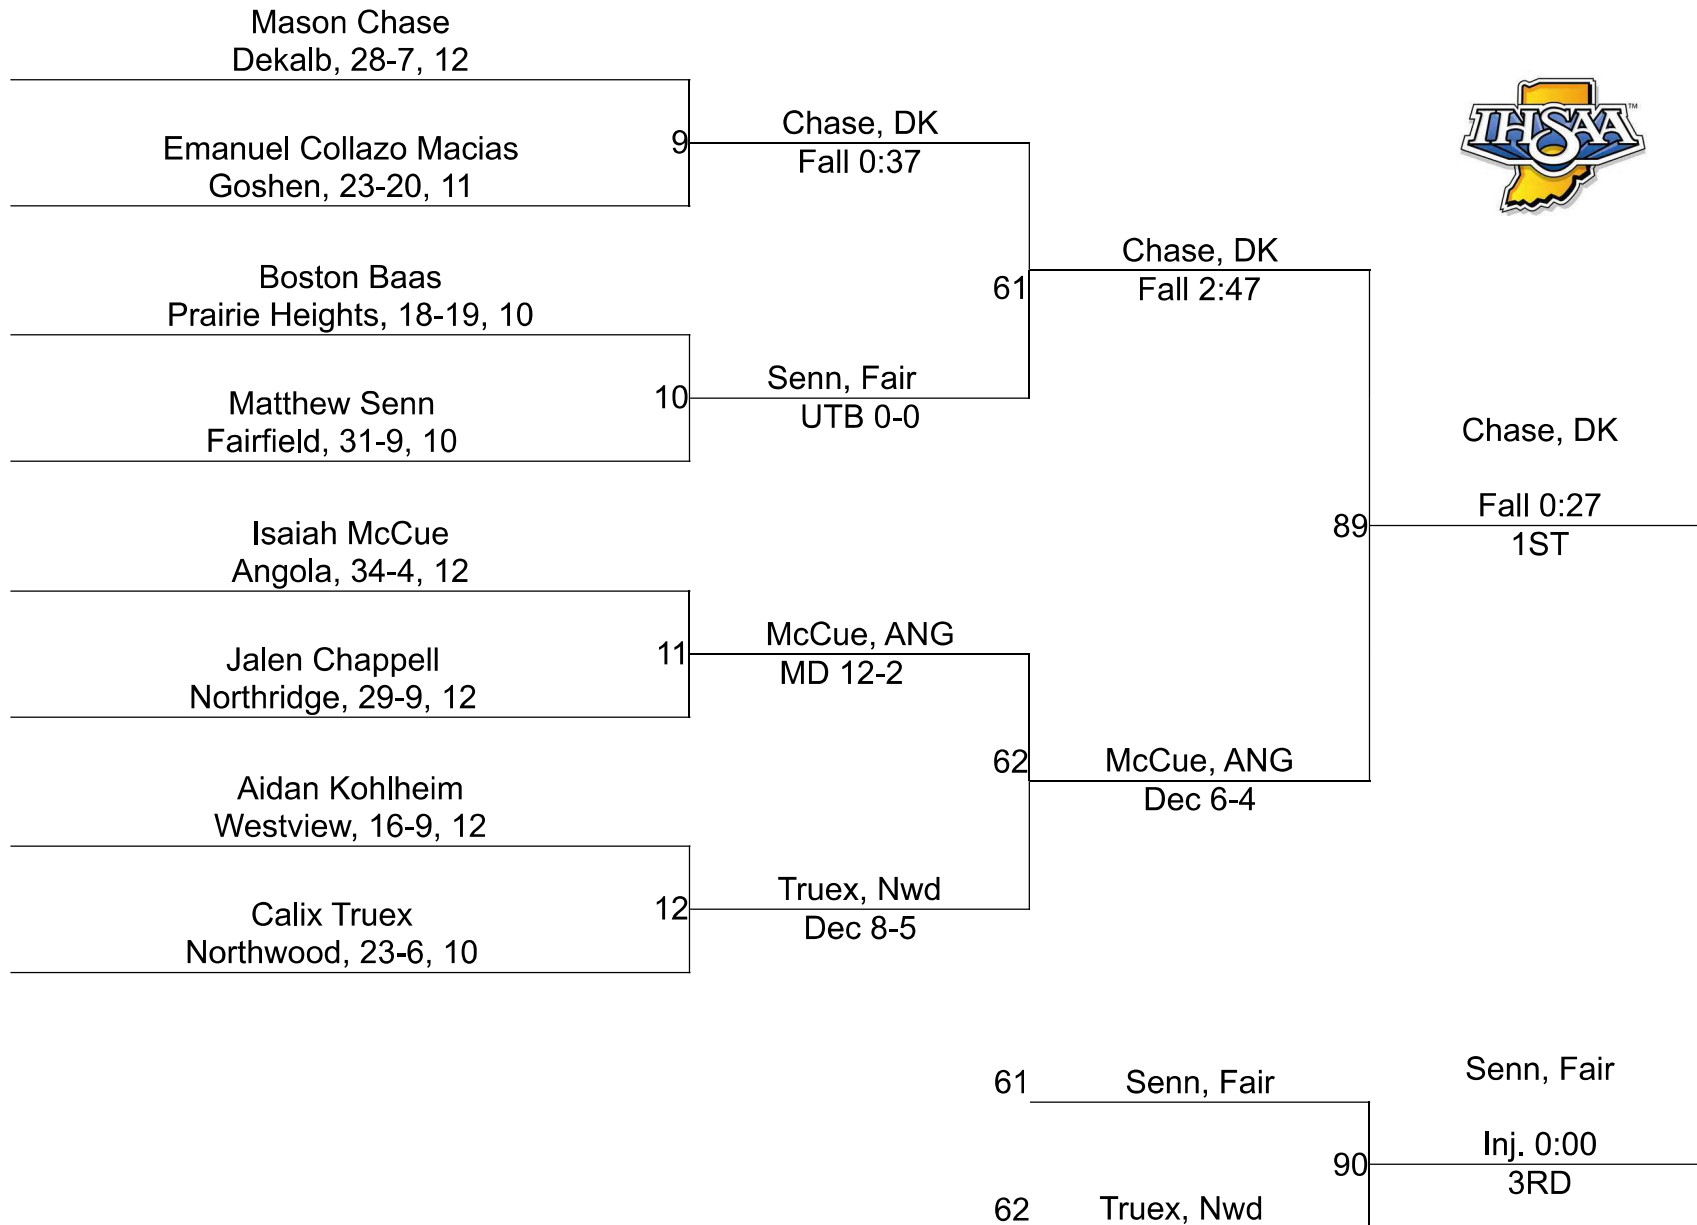 Mason Chase
Dekalb, 28-7, 12
Emanuel Collazo Macias
Goshen, 23-20, 11
9
Chase, DK
Fall 0:37
IHSAA™
Boston Baas
Prairie Heights, 18-19, 10
61
Chase, DK
Fall 2:47
Matthew Senn
Fairfield, 31-9, 10
10
Senn, Fair
UTB 0-0
Chase, DK
Fall 0:27
89
1ST
Isaiah McCue
Angola, 34-4, 12
Jalen Chappell
Northridge, 29-9, 12
11
McCue, ANG
MD 12-2
62
McCue, ANG
Dec 6-4
Aidan Kohlheim
Westview, 16-9, 12
Calix Truex
Northwood, 23-6, 10
12
Truex, Nwd
Dec 8-5
61
Senn, Fair
Senn, Fair
Inj. 0:00
90
3RD
62
Truex, Nwd